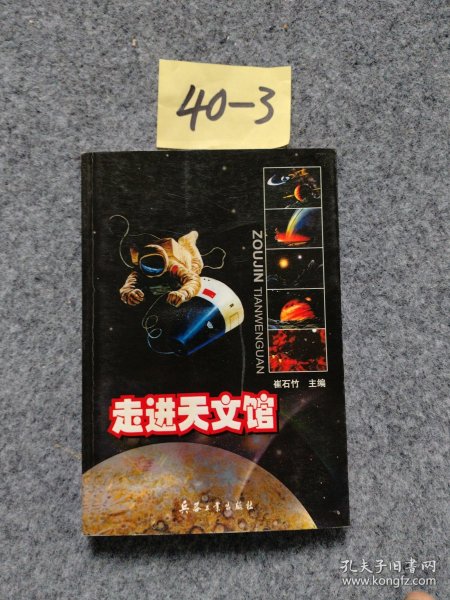 40-3
ZOUJIN TIANWENGUAN
崔石竹 主编
走进天文馆
兵器工业出版社
孔夫子旧书网
www.kongfz.com